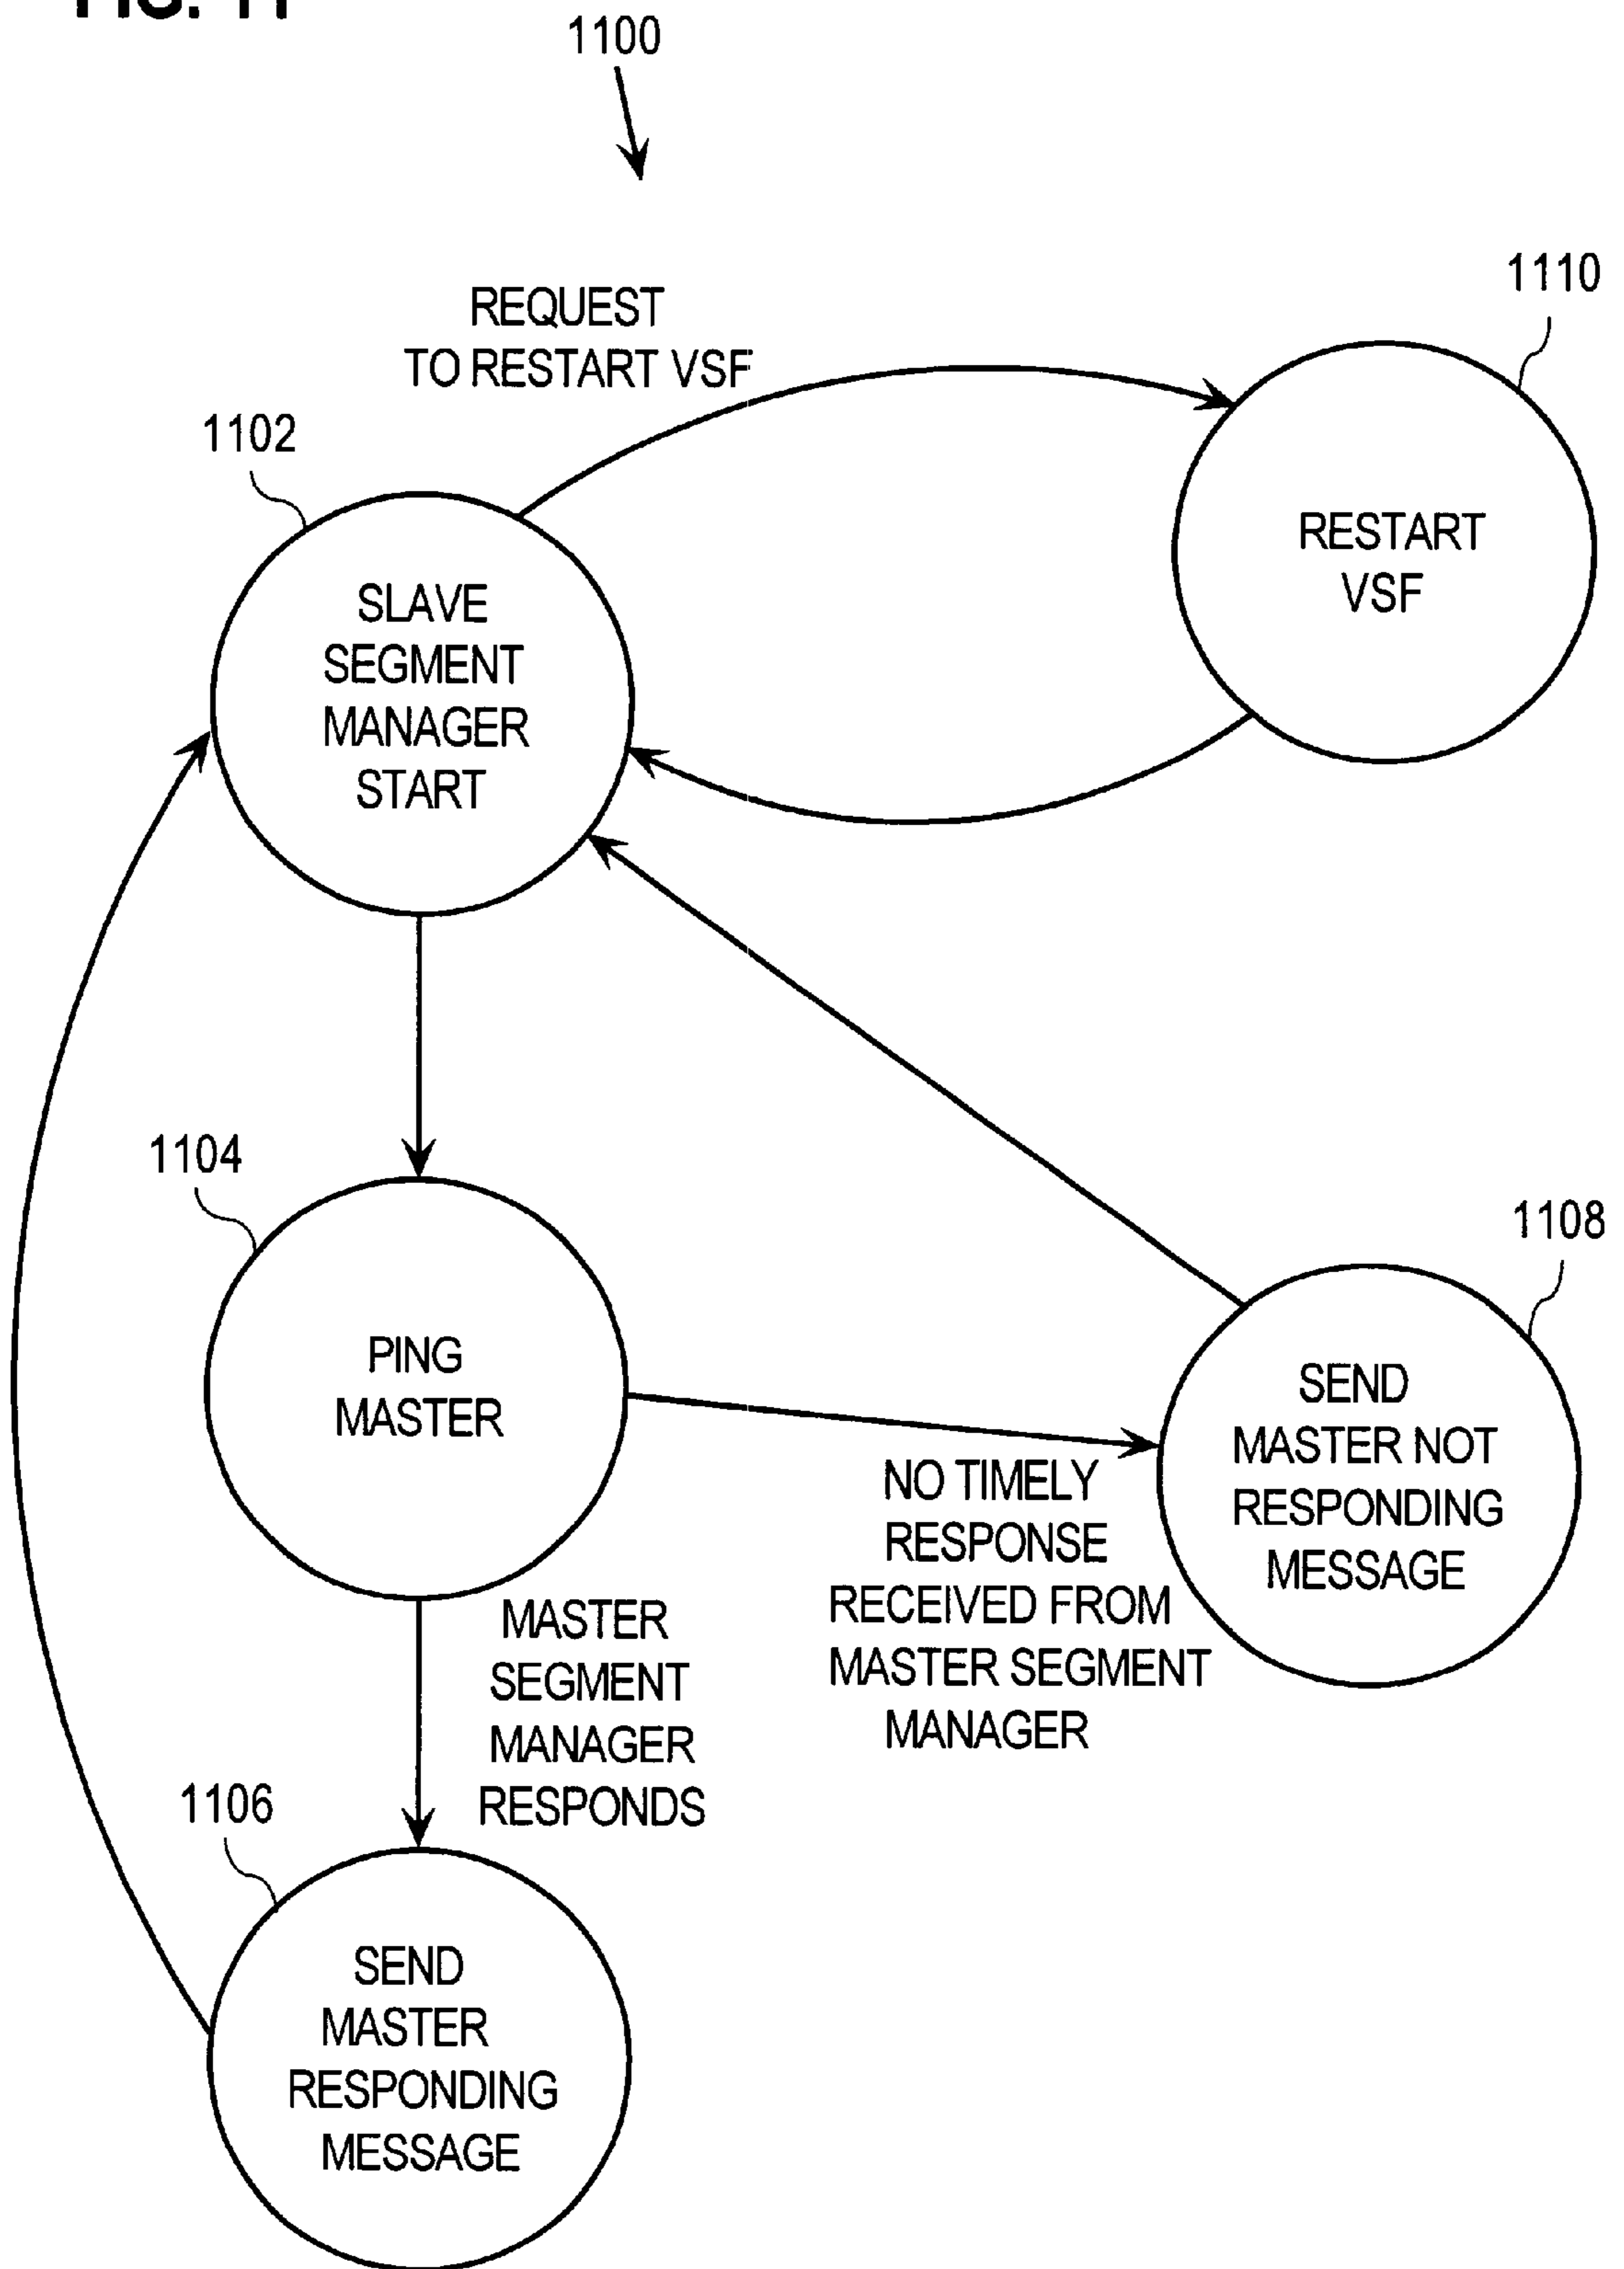 FIG. 11
1100
1110
REQUEST
TO RESTART VSF
1102
RESTART
VSF
SLAVE
SEGMENT
MANAGER
START
1104
1108
PING
MASTER
SEND
MASTER NOT
RESPONDING
MESSAGE
NO TIMELY
RESPONSE
RECEIVED FROM
MASTER SEGMENT
MANAGER
MASTER
SEGMENT
MANAGER
RESPONDS
1106
SEND
MASTER
RESPONDING
MESSAGE